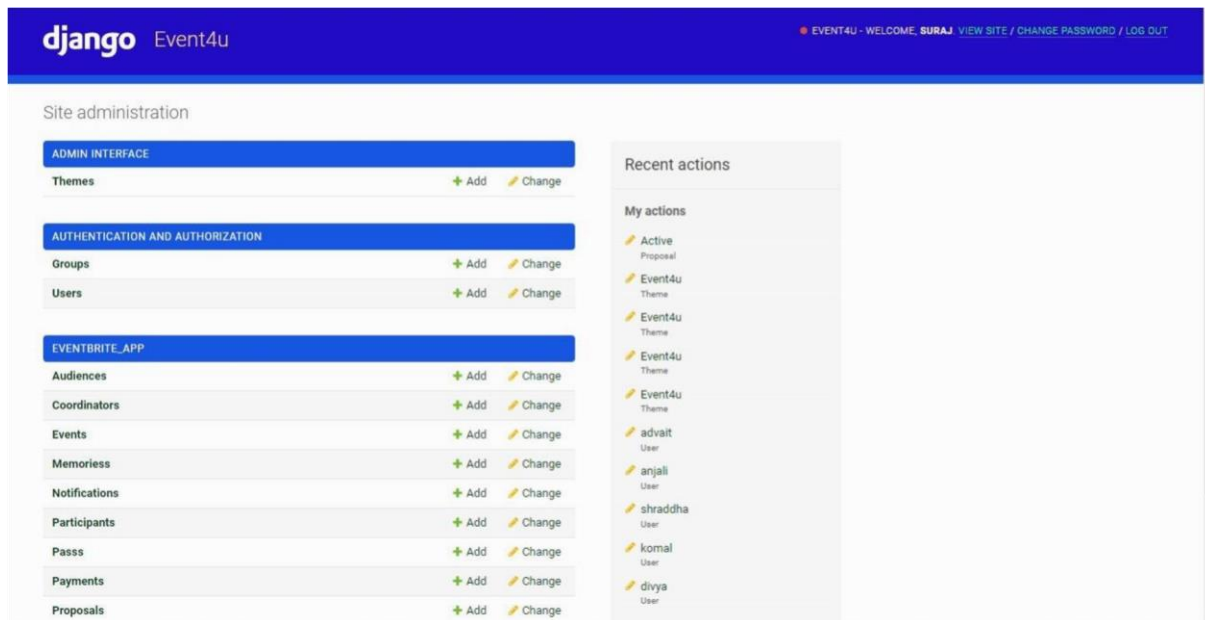 django Event4u
EVENT4U - WELCOME, SURAJ. VIEW SITE / CHANGE PASSWORD / LOG OUT
Site administration
ADMIN INTERFACE
Themes + Add Change
AUTHENTICATION AND AUTHORIZATION
Groups + Add Change
Users + Add Change
EVENTBRITE_APP
Audiences + Add Change
Coordinators + Add Change
Events + Add Change
Memoriess + Add Change
Notifications + Add Change
Participants + Add Change
Passs + Add Change
Payments + Add Change
Proposals + Add Change
Recent actions
My actions
Active
Proposal
Event4u
Theme
Event4u
Theme
Event4u
Theme
Event4u
Theme
advait
User
anjali
User
shraddha
User
komal
User
divya
User